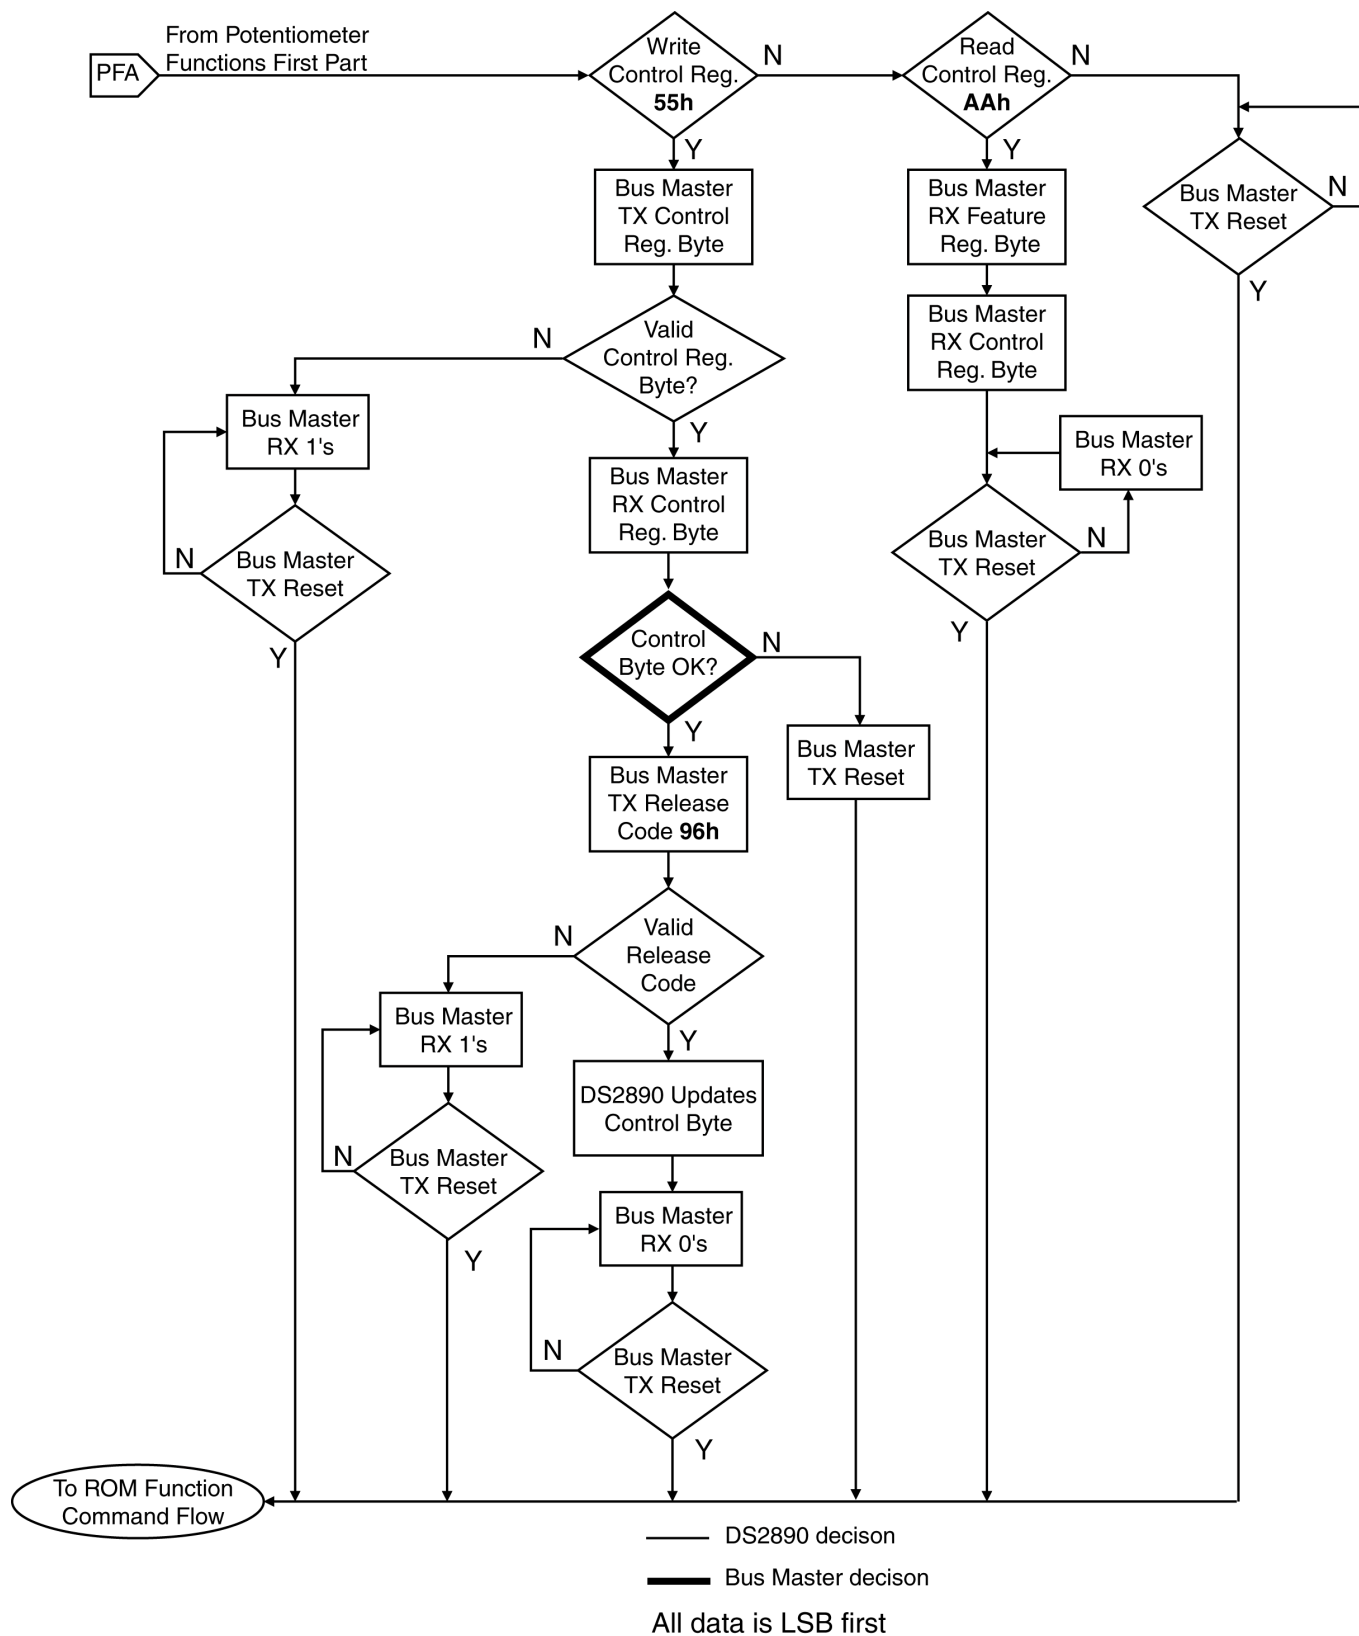 From Potentiometer
Functions First Part
PFA
Write
Control Reg.
55h
N
Y
Read
Control Reg.
AAh
N
Y
Bus Master
TX Control
Reg. Byte
Bus Master
RX Feature
Reg. Byte
Bus Master
TX Reset
N
Y
Valid
Control Reg.
Byte?
N
Y
Bus Master
RX Control
Reg. Byte
Bus Master
RX 1's
Bus Master
TX Reset
N
Y
Bus Master
RX Control
Reg. Byte
Bus Master
RX 0's
Bus Master
TX Reset
N
Y
Control
Byte OK?
N
Y
Bus Master
TX Reset
Bus Master
TX Release
Code 96h
Valid
Release
Code
N
Y
Bus Master
RX 1's
Bus Master
TX Reset
N
Y
DS2890 Updates
Control Byte
Bus Master
RX 0's
Bus Master
TX Reset
N
Y
To ROM Function
Command Flow
DS2890 decison
Bus Master decison
All data is LSB first